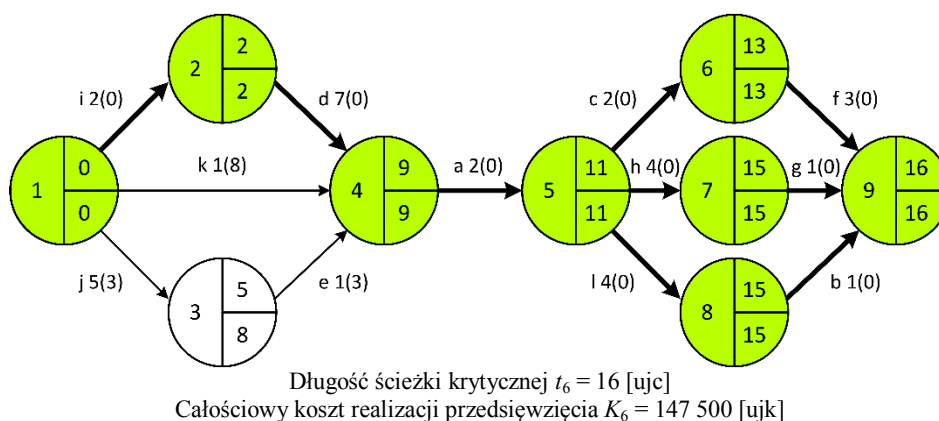 2 2 2
6 13 13
i 2(0) d 7(0) c 2(0) f 3(0)
1 0 0
k 1(8)
4 9 9
a 2(0)
5 11 11
h 4(0)
7 15 15
g 1(0)
9 16 16
j 5(3) e 1(3) l 4(0) b 1(0)
3 5 8
8 15 15
Długość ścieżki krytycznej t₆ = 16 [ujc]
Całościowy koszt realizacji przedsięwzięcia K₆ = 147 500 [ujk]